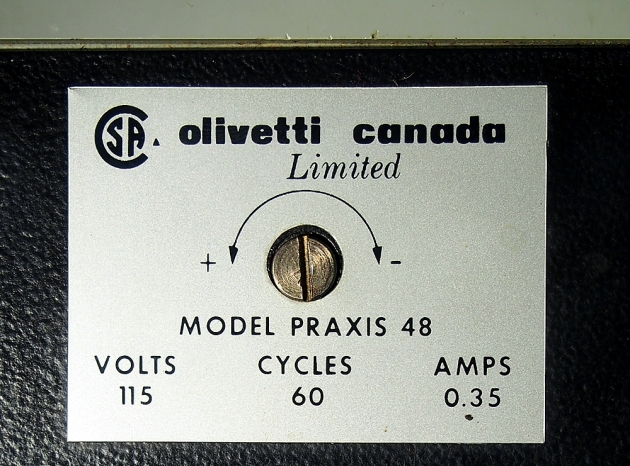 CSA olivetti canada
Limited
+ -
MODEL PRAXIS 48
VOLTS CYCLES AMPS
115 60 0.35